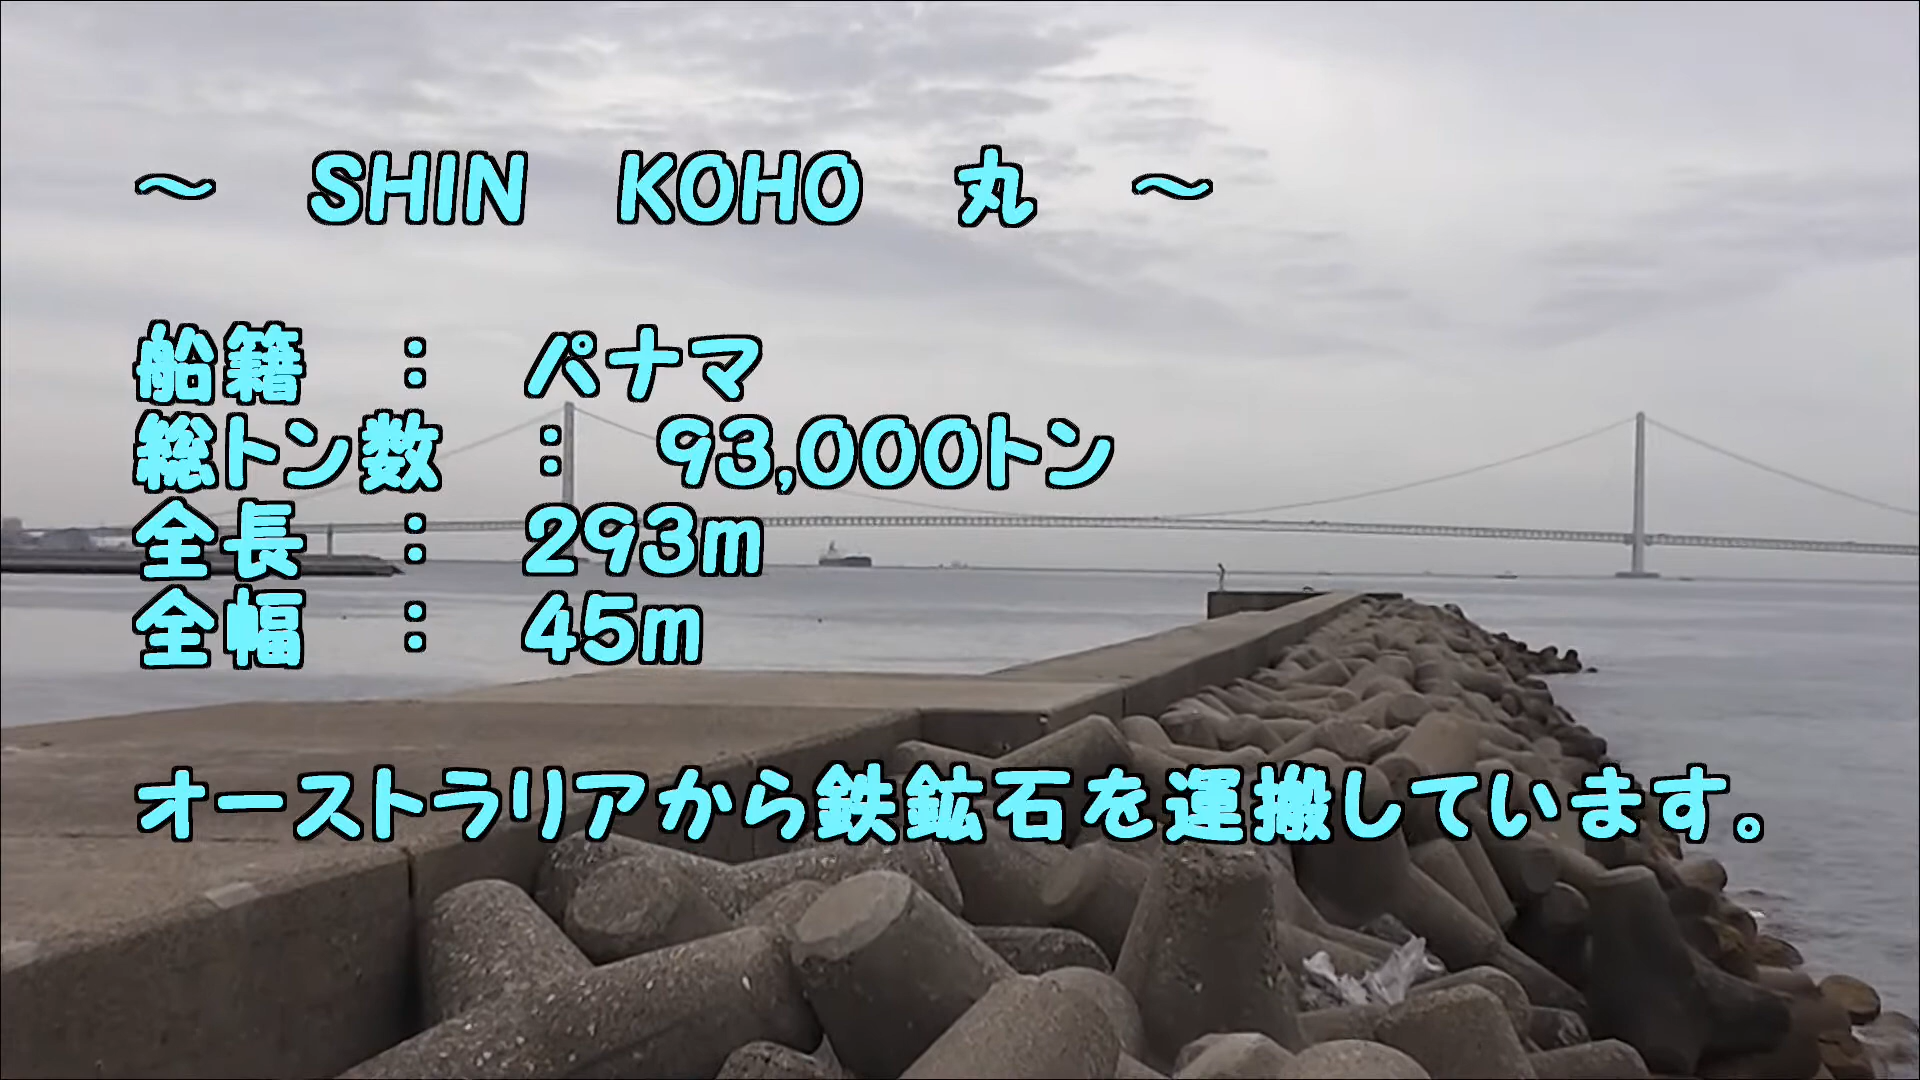 ～　SHIN　KOHO　丸　～
船籍　：　パナマ
総トン数　：　93,000トン
全長　：　293m
全幅　：　45m
オーストラリアから鉄鉱石を運搬しています。